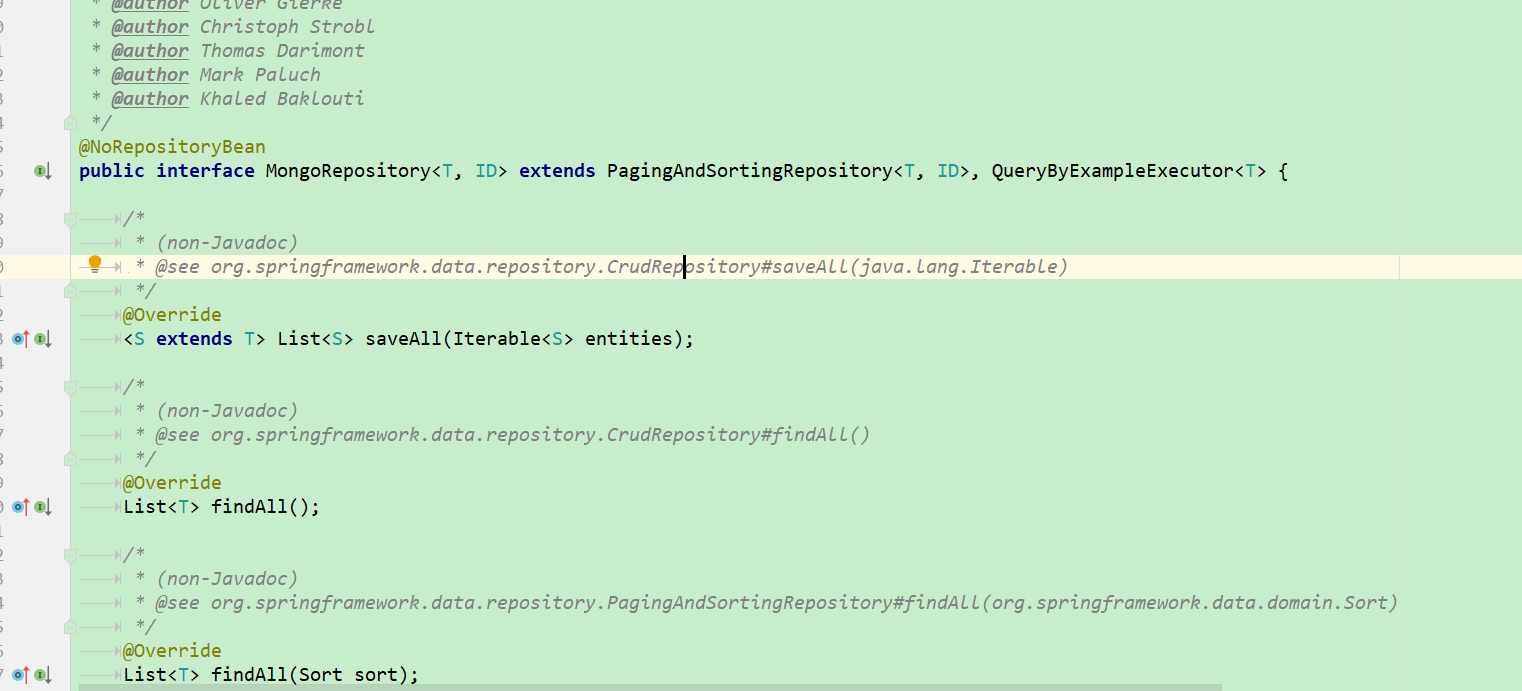 * @author Oliver Gierke
* @author Christoph Strobl
* @author Thomas Darimont
* @author Mark Paluch
* @author Khaled Baklouti
*/
@NoRepositoryBean
public interface MongoRepository<T, ID> extends PagingAndSortingRepository<T, ID>, QueryByExampleExecutor<T> {
/*
* (non-Javadoc)
* @see org.springframework.data.repository.CrudRepository#saveAll(java.lang.Iterable)
*/
@Override
<S extends T> List<S> saveAll(Iterable<S> entities);
/*
* (non-Javadoc)
* @see org.springframework.data.repository.CrudRepository#findAll()
*/
@Override
List<T> findAll();
/*
* (non-Javadoc)
* @see org.springframework.data.repository.PagingAndSortingRepository#findAll(org.springframework.data.domain.Sort)
*/
@Override
List<T> findAll(Sort sort);